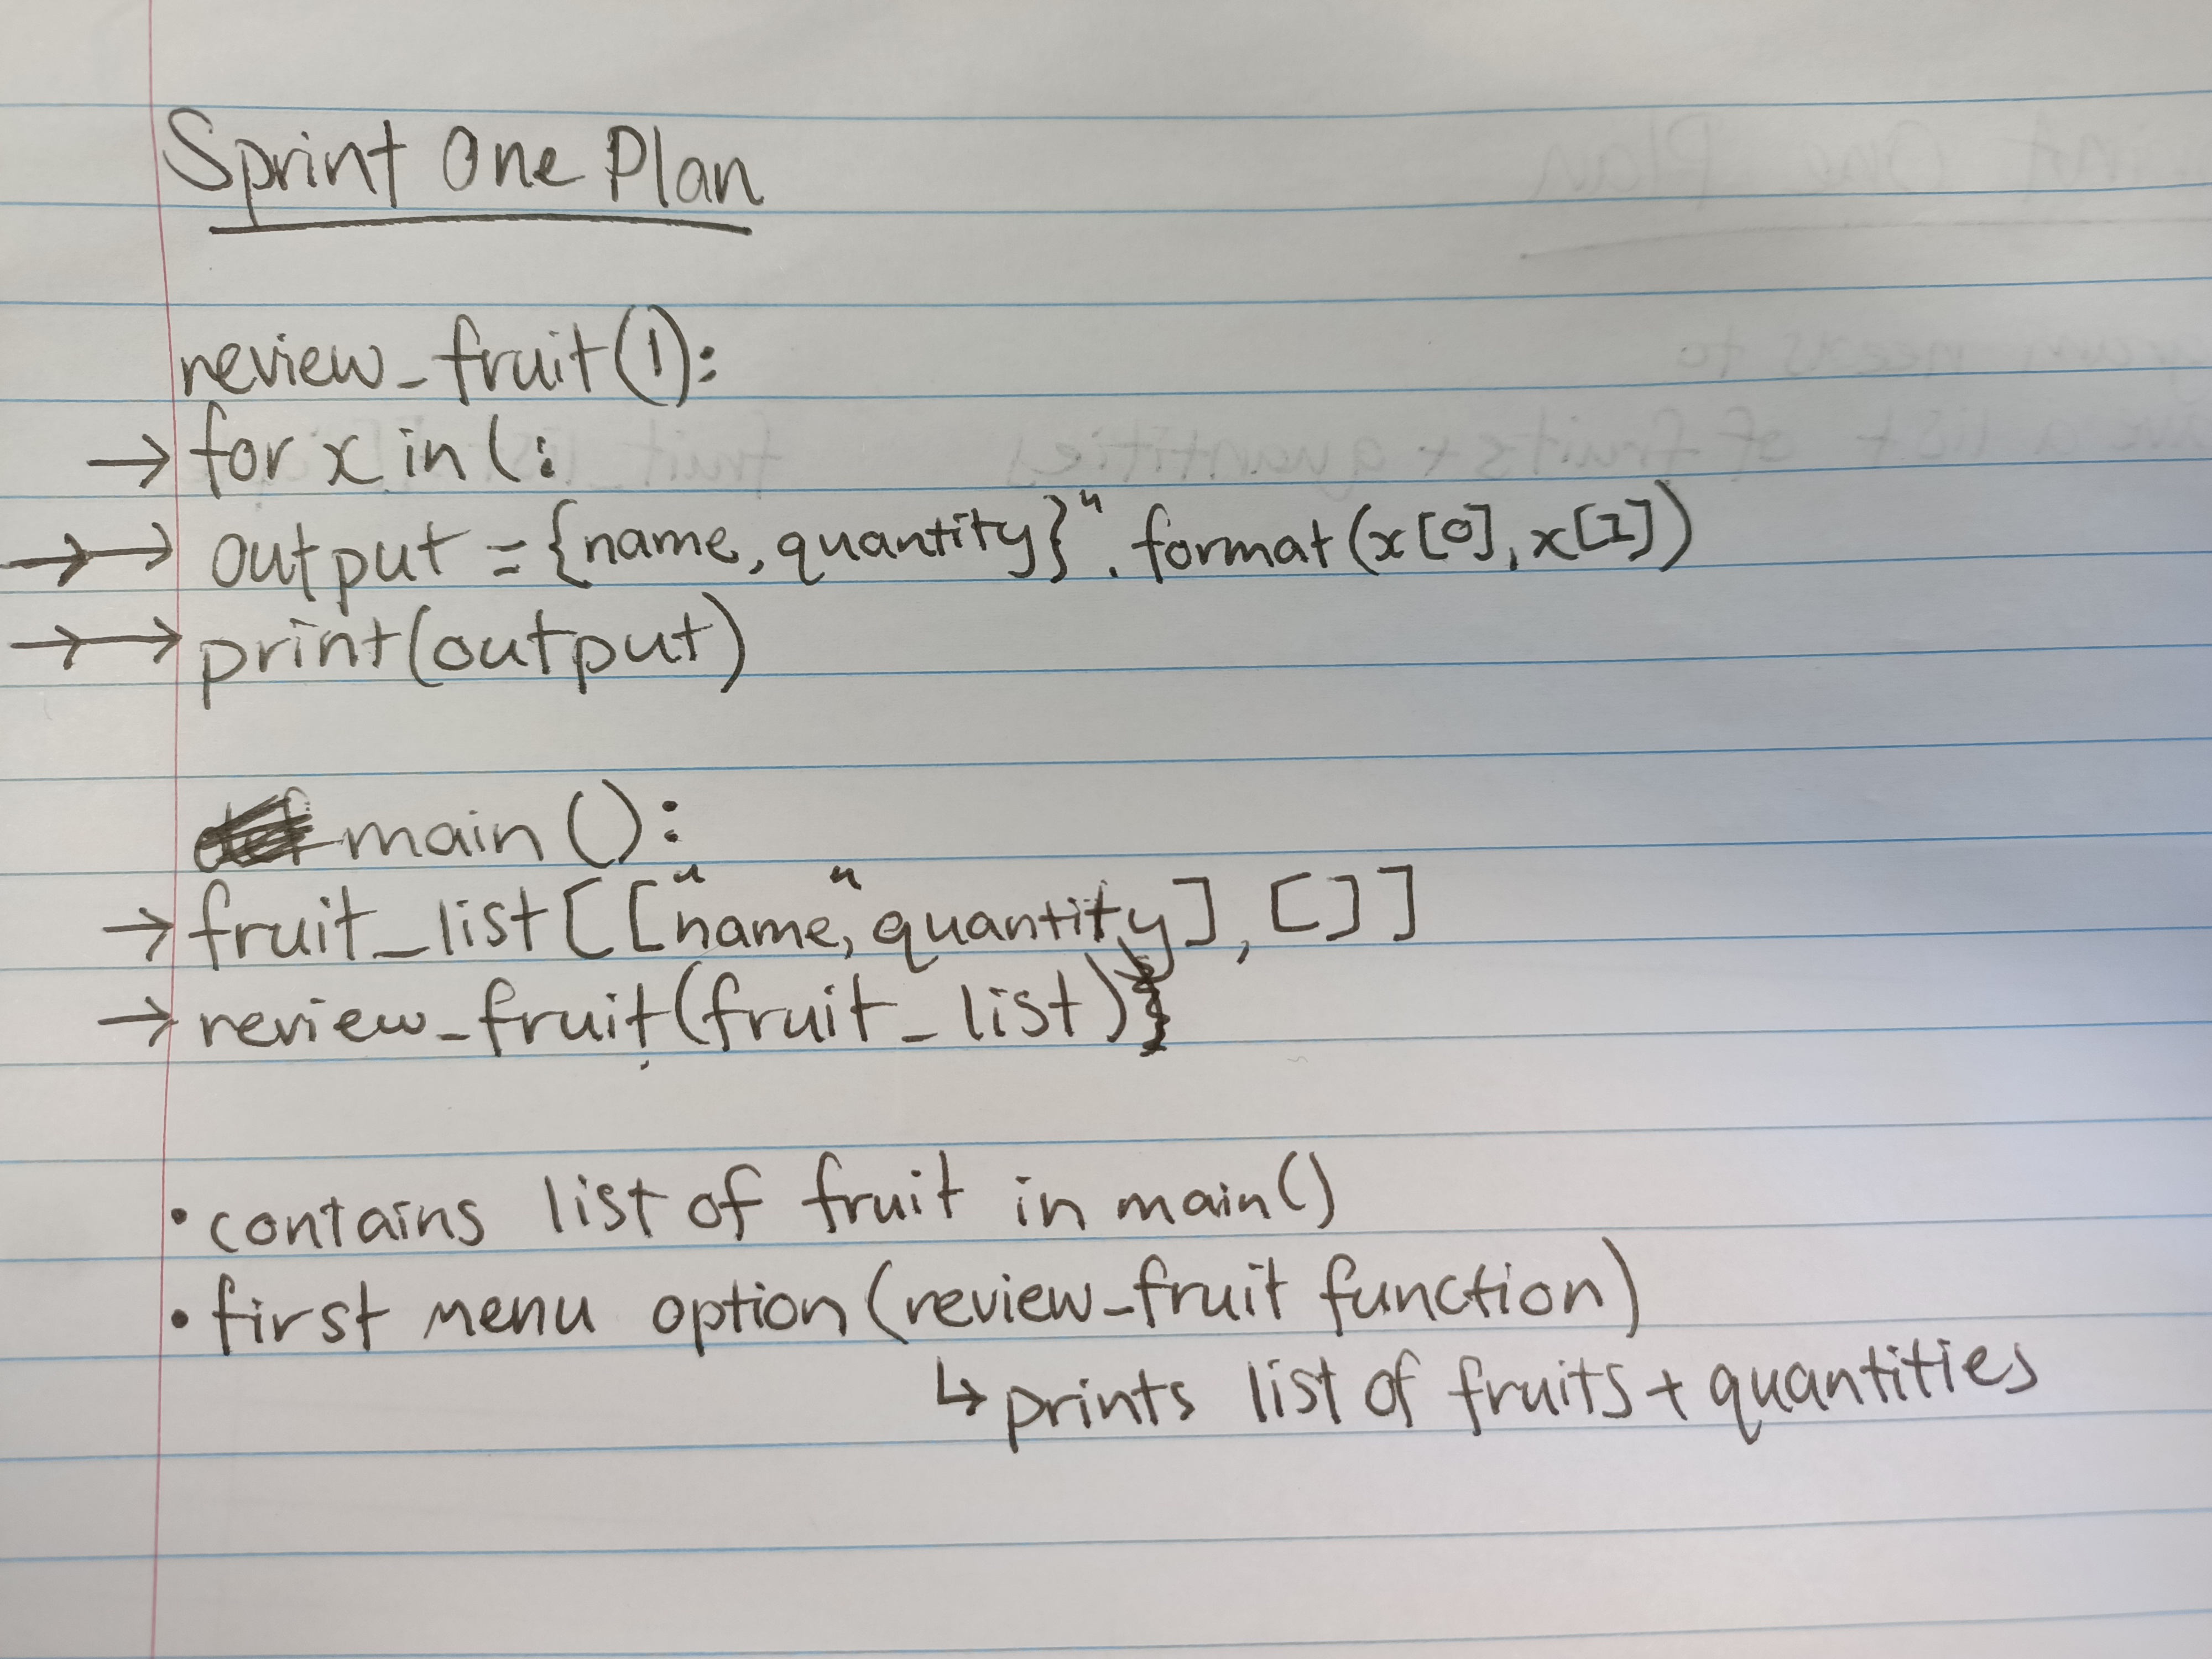 Sprint One Plan
review_fruit(l):
→ for x in l:
→→ output = {name, quantity}". format(x[0], x[1])
→→ print(output)
main():
→ fruit_list[["name," quantity], []]
→ review_fruit(fruit_list)
• contains list of fruit in main()
• first menu option (review_fruit function)
↳ prints list of fruits + quantities